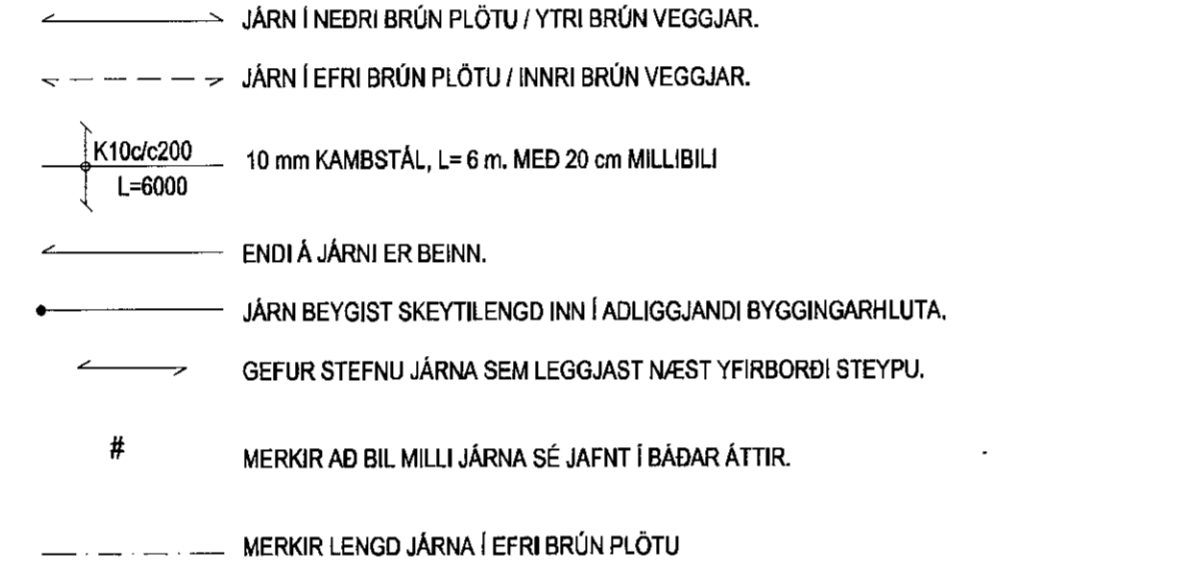 JÁRN Í NEÐRI BRÚN PLÖTU / YTRI BRÚN VEGGJAR.
JÁRN Í EFRI BRÚN PLÖTU / INNRI BRÚN VEGGJAR.
K10c/c200
L=6000
10 mm KAMBSTÁL, L= 6 m. MEÐ 20 cm MILLIBILI
ENDI Á JÁRNI ER BEINN.
JÁRN BEYGIST SKEYTILENGD INN Í ADLIGGJANDI BYGGINGARHLUTA.
GEFUR STEFNU JÁRNA SEM LEGGJAST NÆST YFIRBORÐI STEYPU.
# MERKIR AÐ BIL MILLI JÁRNA SÉ JAFNT Í BÁÐAR ÁTTIR.
MERKIR LENGD JÁRNA Í EFRI BRÚN PLÖTU